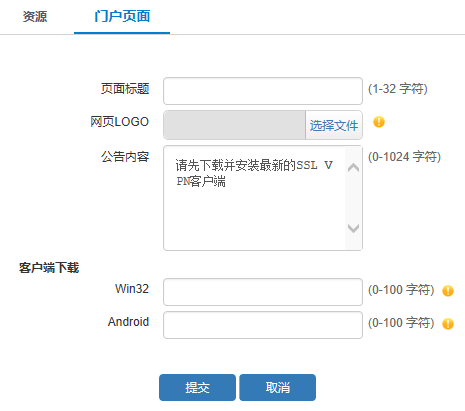 资源 门户页面
页面标题 (1-32 字符)
网页LOGO 选择文件
公告内容 (0-1024 字符)
请先下载并安装最新的SSL V
PN客户端
客户端下载
Win32 (0-100 字符)
Android (0-100 字符)
提交 取消